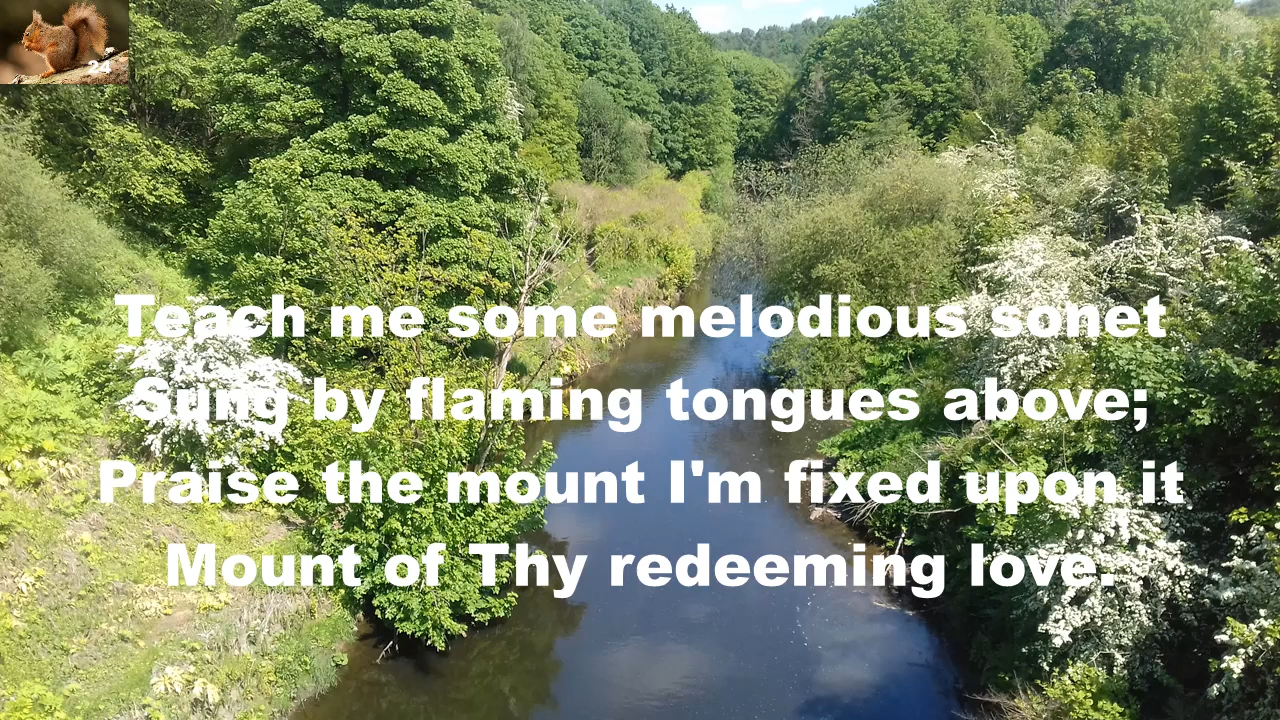 24
Teach me some melodious sonet
Sung by flaming tongues above;
Praise the mount I'm fixed upon it
Mount of Thy redeeming love.